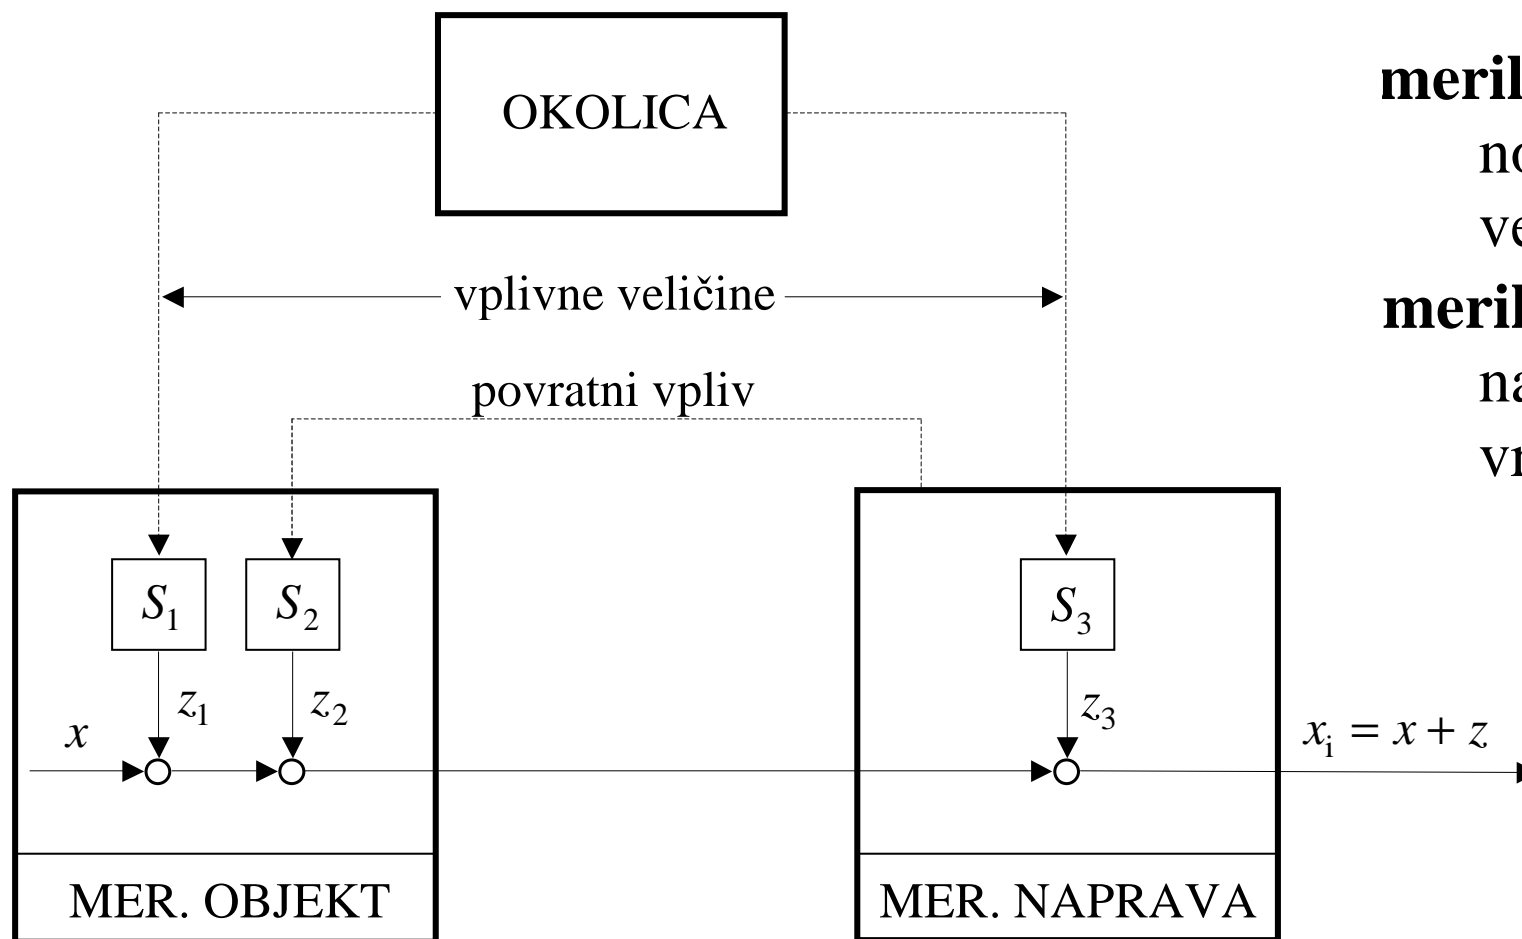 OKOLICA
vplivne veličine
povratni vpliv
S₁
S₂
S₃
z₁
z₂
z₃
x
xᵢ = x + z
MER. OBJEKT
MER. NAPRAVA